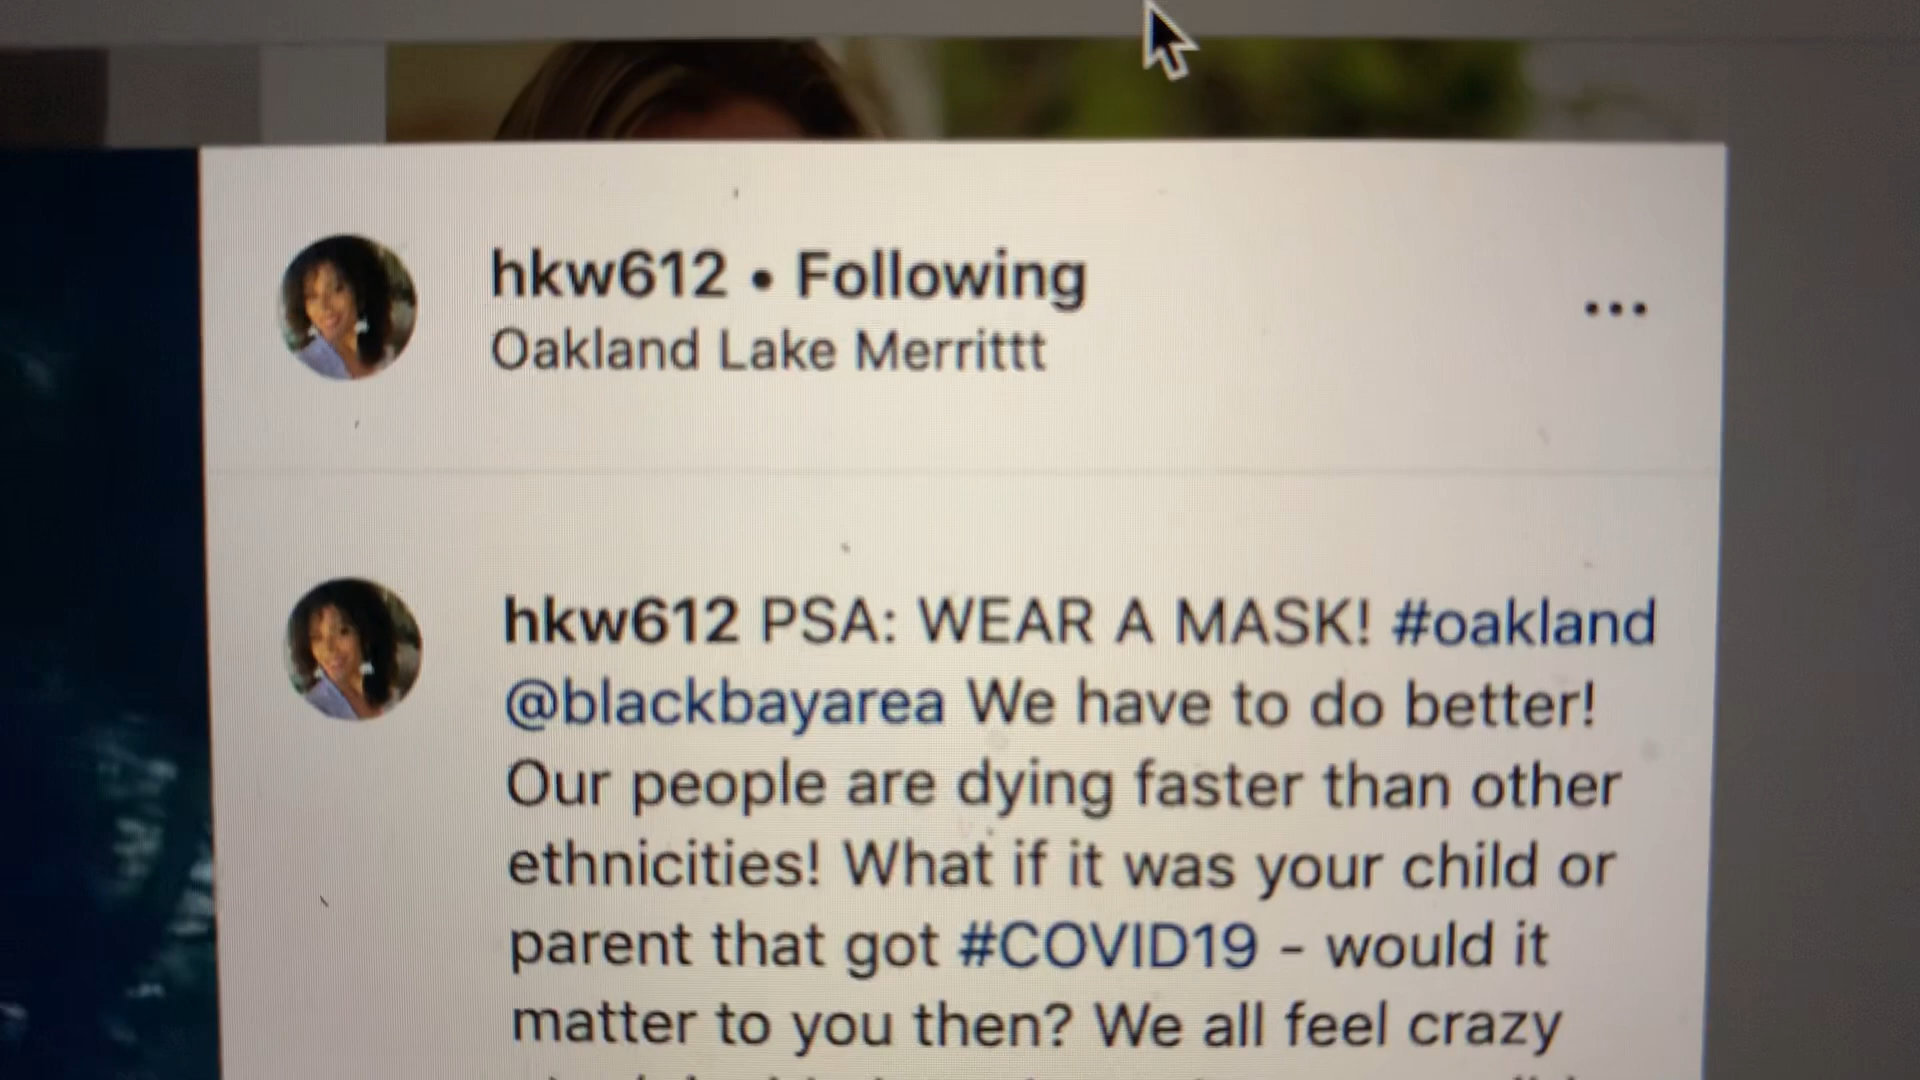 hkw612 • Following
Oakland Lake Merrittt
hkw612 PSA: WEAR A MASK! #oakland
@blackbayarea We have to do better!
Our people are dying faster than other
ethnicities! What if it was your child or
parent that got #COVID19 - would it
matter to you then? We all feel crazy